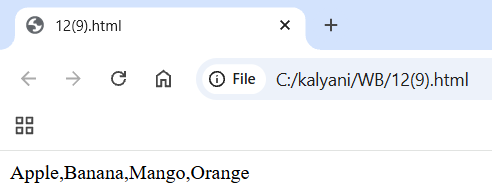 12(9).html
File C:/kalyani/WB/12(9).html
Apple,Banana,Mango,Orange